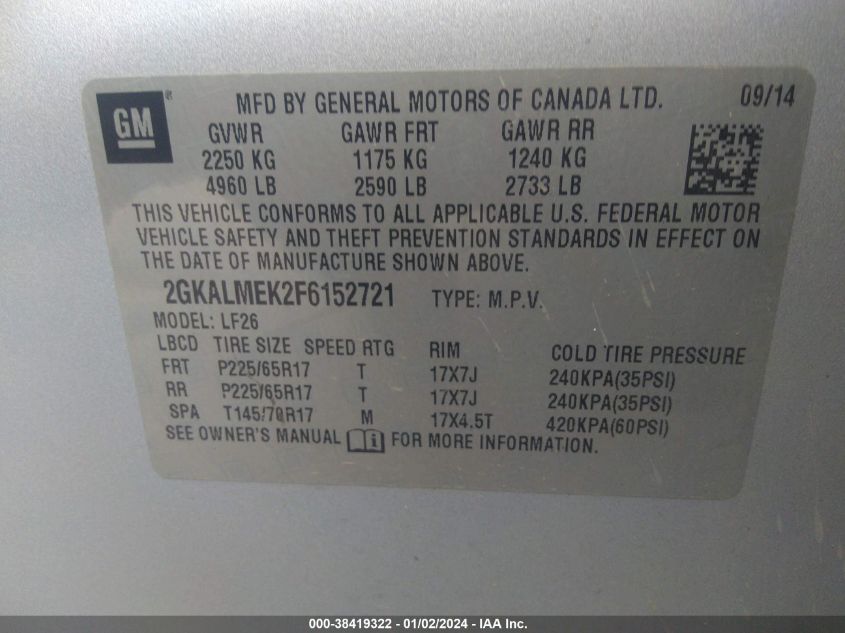 GM® MFD BY GENERAL MOTORS OF CANADA LTD. 09/14
GVWR GAWR FRT GAWR RR
2250 KG 1175 KG 1240 KG
4960 LB 2590 LB 2733 LB
THIS VEHICLE CONFORMS TO ALL APPLICABLE U.S. FEDERAL MOTOR
VEHICLE SAFETY AND THEFT PREVENTION STANDARDS IN EFFECT ON
THE DATE OF MANUFACTURE SHOWN ABOVE.
2GKALMEK2F6152721 TYPE: M.P.V.
MODEL: LF26
LBCD TIRE SIZE SPEED RTG RIM COLD TIRE PRESSURE
FRT P225/65R17 T 17X7J 240KPA(35PSI)
RR P225/65R17 T 17X7J 240KPA(35PSI)
SPA T145/70R17 M 17X4.5T 420KPA(60PSI)
SEE OWNER'S MANUAL FOR MORE INFORMATION.
000-38419322 - 01/02/2024 - IAA Inc.